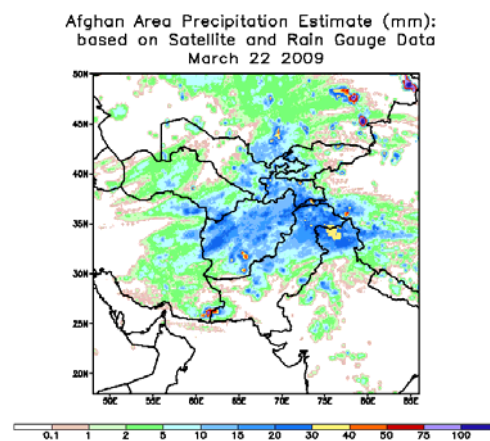 Afghan Area Precipitation Estimate (mm):
based on Satellite and Rain Gauge Data
March 22 2009
50N
45N
40N
35N
30N
25N
20N
50E 55E 60E 65E 70E 75E 80E 85E
0.1 1 2 5 10 15 20 30 40 50 75 100